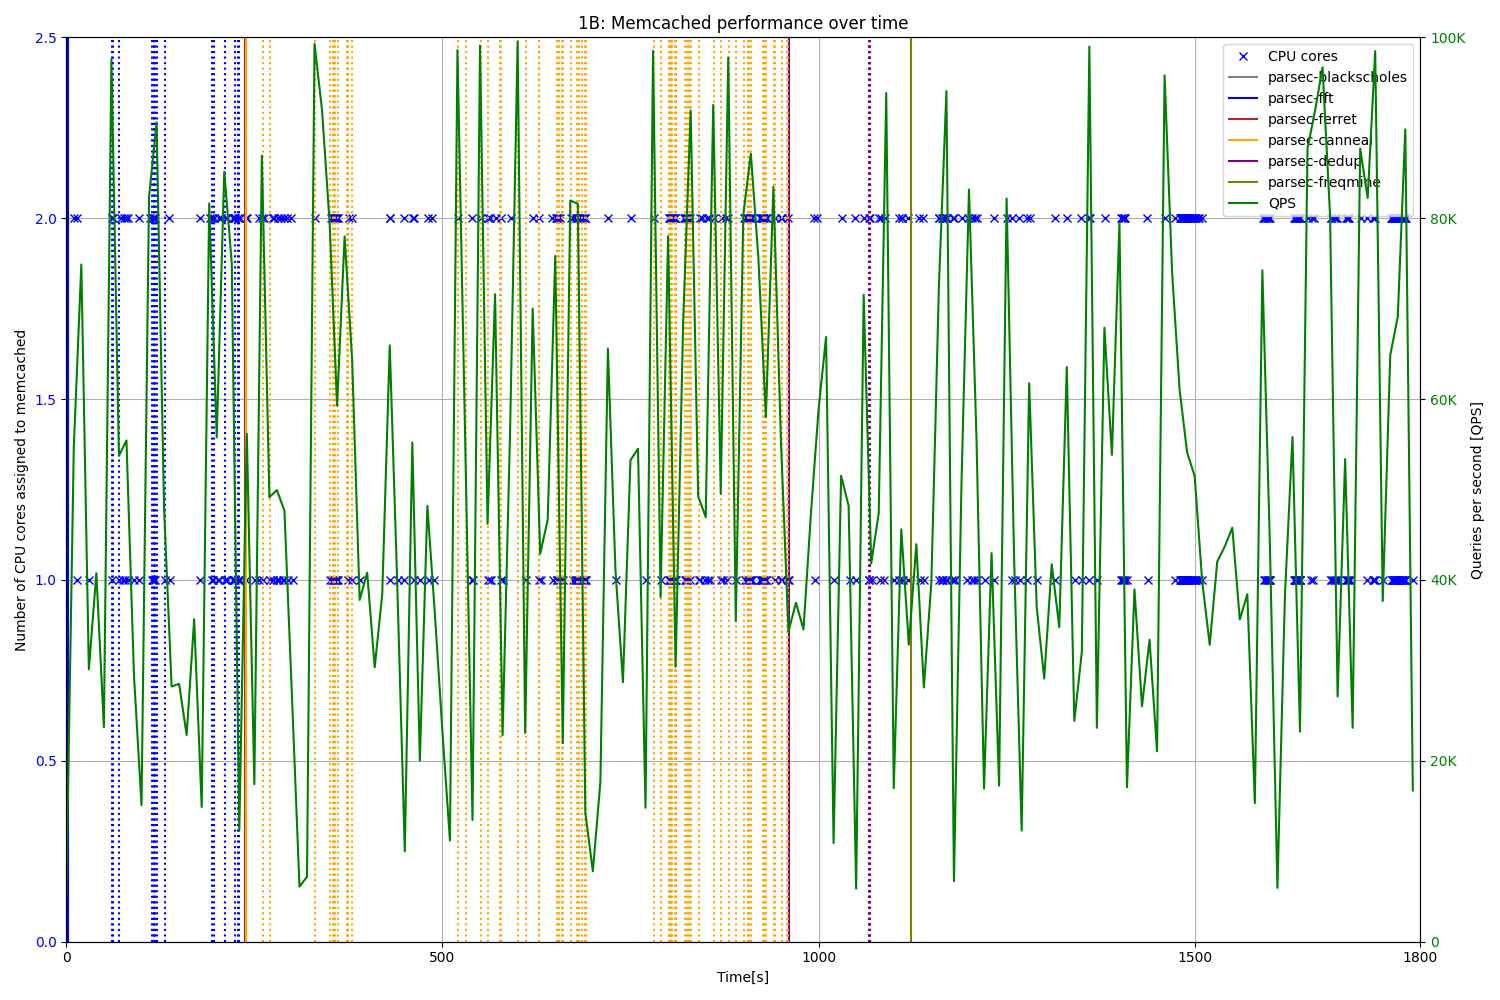 1B: Memcached performance over time
2.5
2.0
1.5
1.0
0.5
0.0
Number of CPU cores assigned to memcached
100K
80K
60K
40K
20K
0
Queries per second [QPS]
CPU cores
parsec-blackscholes
parsec-fft
parsec-ferret
parsec-canneal
parsec-dedup
parsec-freqmine
QPS
0
500
1000
1500
1800
Time[s]